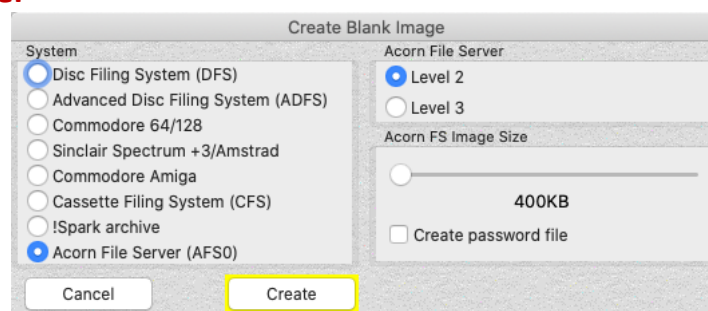 Create Blank Image
System
Disc Filing System (DFS)
Advanced Disc Filing System (ADFS)
Commodore 64/128
Sinclair Spectrum +3/Amstrad
Commodore Amiga
Cassette Filing System (CFS)
!Spark archive
Acorn File Server (AFS0)
Acorn File Server
Level 2
Level 3
Acorn FS Image Size
400KB
Create password file
Cancel
Create